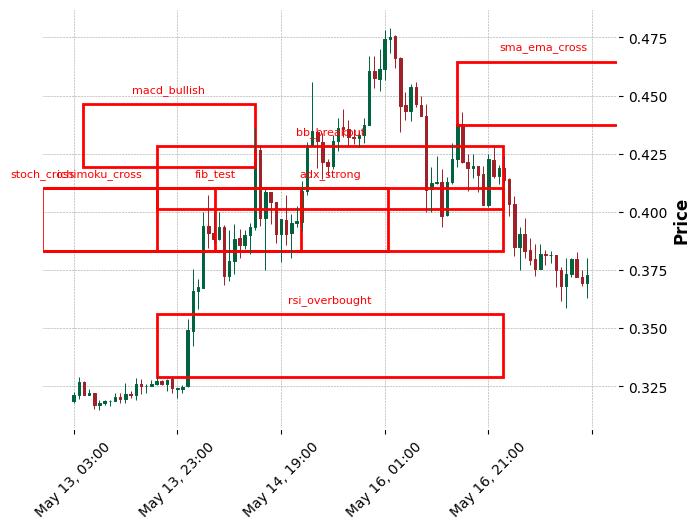 sma_ema_cross
macd_bullish
bb_breakout
stoch_cross
ichimoku_cross
fib_test
adx_strong
rsi_overbought
0.475
0.450
0.425
0.400
0.375
0.350
0.325
Price
May 13, 03:00
May 13, 23:00
May 14, 19:00
May 16, 01:00
May 16, 21:00